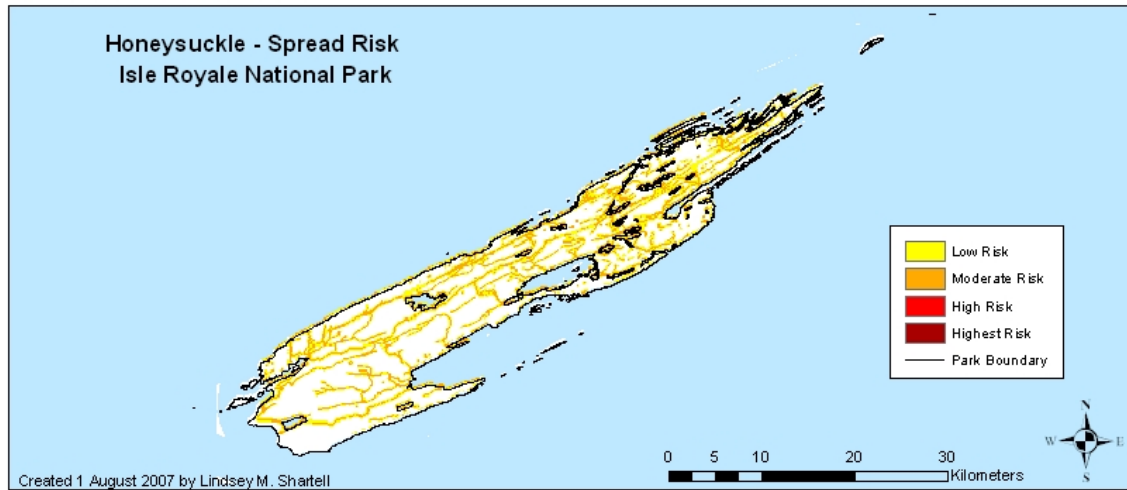 Honeysuckle - Spread Risk
Isle Royale National Park
Low Risk
Moderate Risk
High Risk
Highest Risk
Park Boundary
N
W E
S
0 5 10 20 30
Kilometers
Created 1 August 2007 by Lindsey M. Shartell